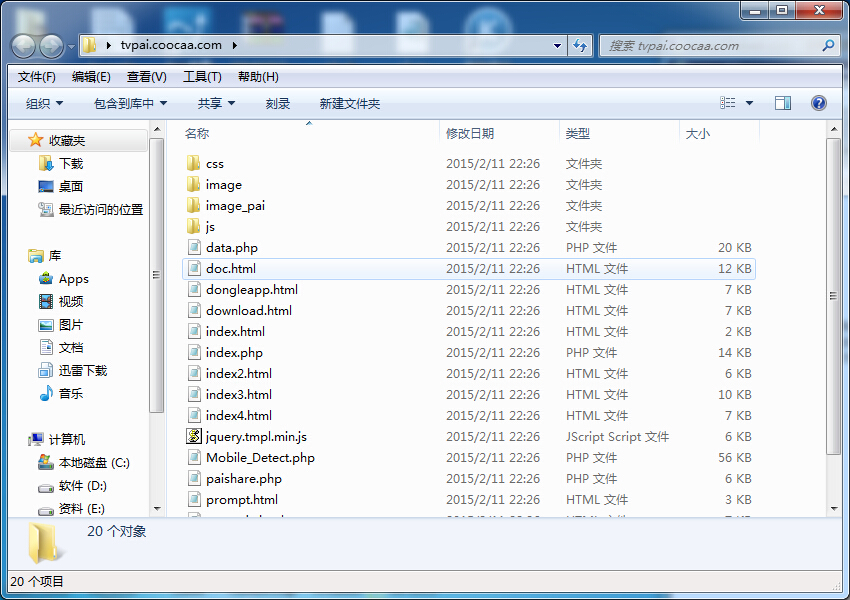 tvpai.coocaa.com
搜索 tvpai.coocaa.com
文件(F) 编辑(E) 查看(V) 工具(T) 帮助(H)
组织 包含到库中 共享 刻录 新建文件夹
收藏夹
下载
桌面
最近访问的位置
库
Apps
视频
图片
文档
迅雷下载
音乐
计算机
本地磁盘 (C:)
软件 (D:)
资料 (E:)
名称 修改日期 类型 大小
css 2015/2/11 22:26 文件夹
image 2015/2/11 22:26 文件夹
image_pai 2015/2/11 22:26 文件夹
js 2015/2/11 22:26 文件夹
data.php 2015/2/11 22:26 PHP 文件 20 KB
doc.html 2015/2/11 22:26 HTML 文件 12 KB
dongleapp.html 2015/2/11 22:26 HTML 文件 7 KB
download.html 2015/2/11 22:26 HTML 文件 7 KB
index.html 2015/2/11 22:26 HTML 文件 2 KB
index.php 2015/2/11 22:26 PHP 文件 14 KB
index2.html 2015/2/11 22:26 HTML 文件 6 KB
index3.html 2015/2/11 22:26 HTML 文件 10 KB
index4.html 2015/2/11 22:26 HTML 文件 7 KB
jquery.tmpl.min.js 2015/2/11 22:26 JScript Script 文件 6 KB
Mobile_Detect.php 2015/2/11 22:26 PHP 文件 56 KB
paishare.php 2015/2/11 22:26 PHP 文件 6 KB
prompt.html 2015/2/11 22:26 HTML 文件 3 KB
20 个对象
20 个项目